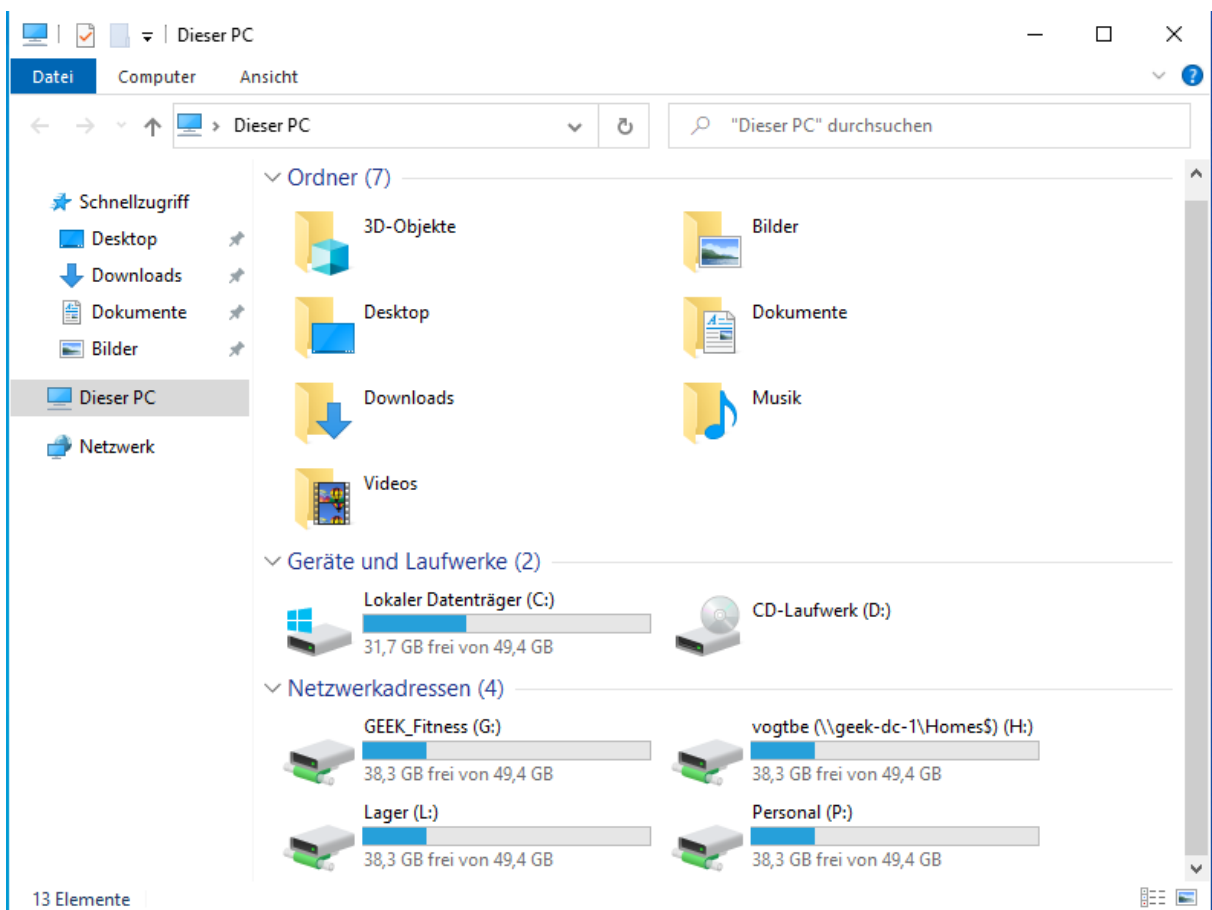 Dieser PC
Datei Computer Ansicht
Dieser PC "Dieser PC" durchsuchen
Schnellzugriff
Desktop
Downloads
Dokumente
Bilder
Dieser PC
Netzwerk
Ordner (7)
3D-Objekte Bilder
Desktop Dokumente
Downloads Musik
Videos
Geräte und Laufwerke (2)
Lokaler Datenträger (C:)
31,7 GB frei von 49,4 GB
CD-Laufwerk (D:)
Netzwerkadressen (4)
GEEK_Fitness (G:)
38,3 GB frei von 49,4 GB
vogtbe (\\geek-dc-1\Homes$) (H:)
38,3 GB frei von 49,4 GB
Lager (L:)
38,3 GB frei von 49,4 GB
Personal (P:)
38,3 GB frei von 49,4 GB
13 Elemente